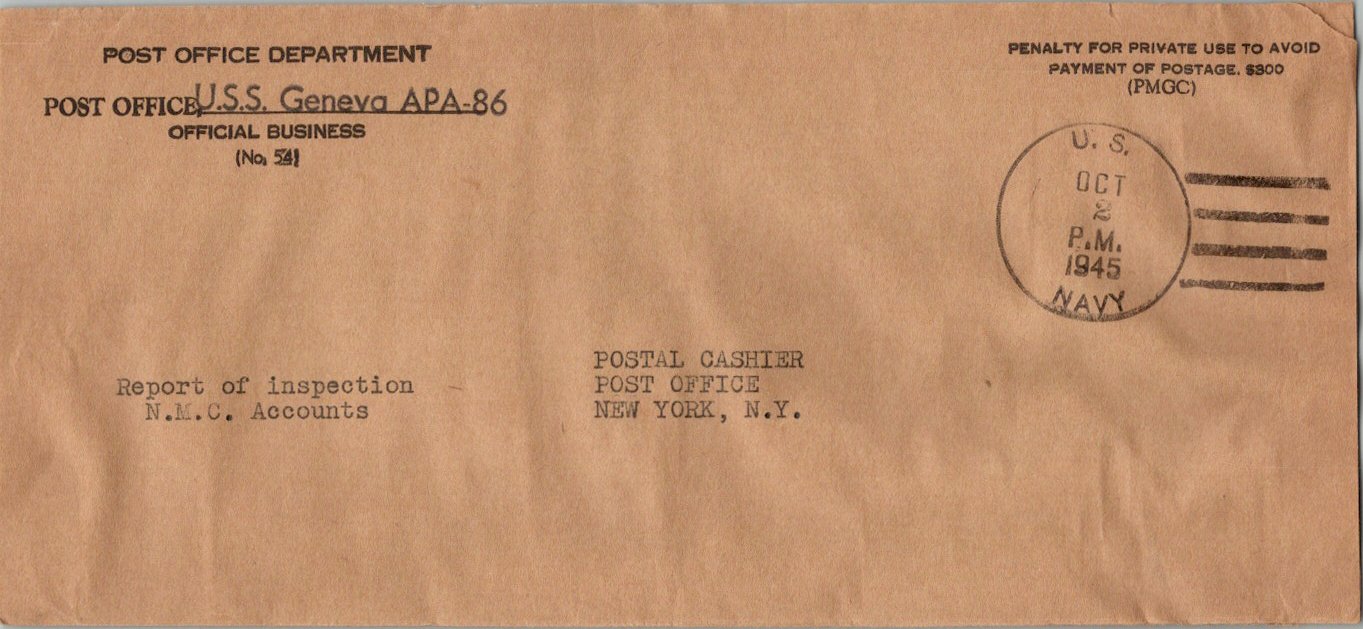 POST OFFICE DEPARTMENT
POST OFFICE, U.S.S. Geneva APA-86
OFFICIAL BUSINESS
(No. 54)
PENALTY FOR PRIVATE USE TO AVOID
PAYMENT OF POSTAGE. $300
(PMGC)
U. S.
OCT
2
P.M.
1945
NAVY
Report of inspection
N.M.C. Accounts
POSTAL CASHIER
POST OFFICE
NEW YORK, N.Y.